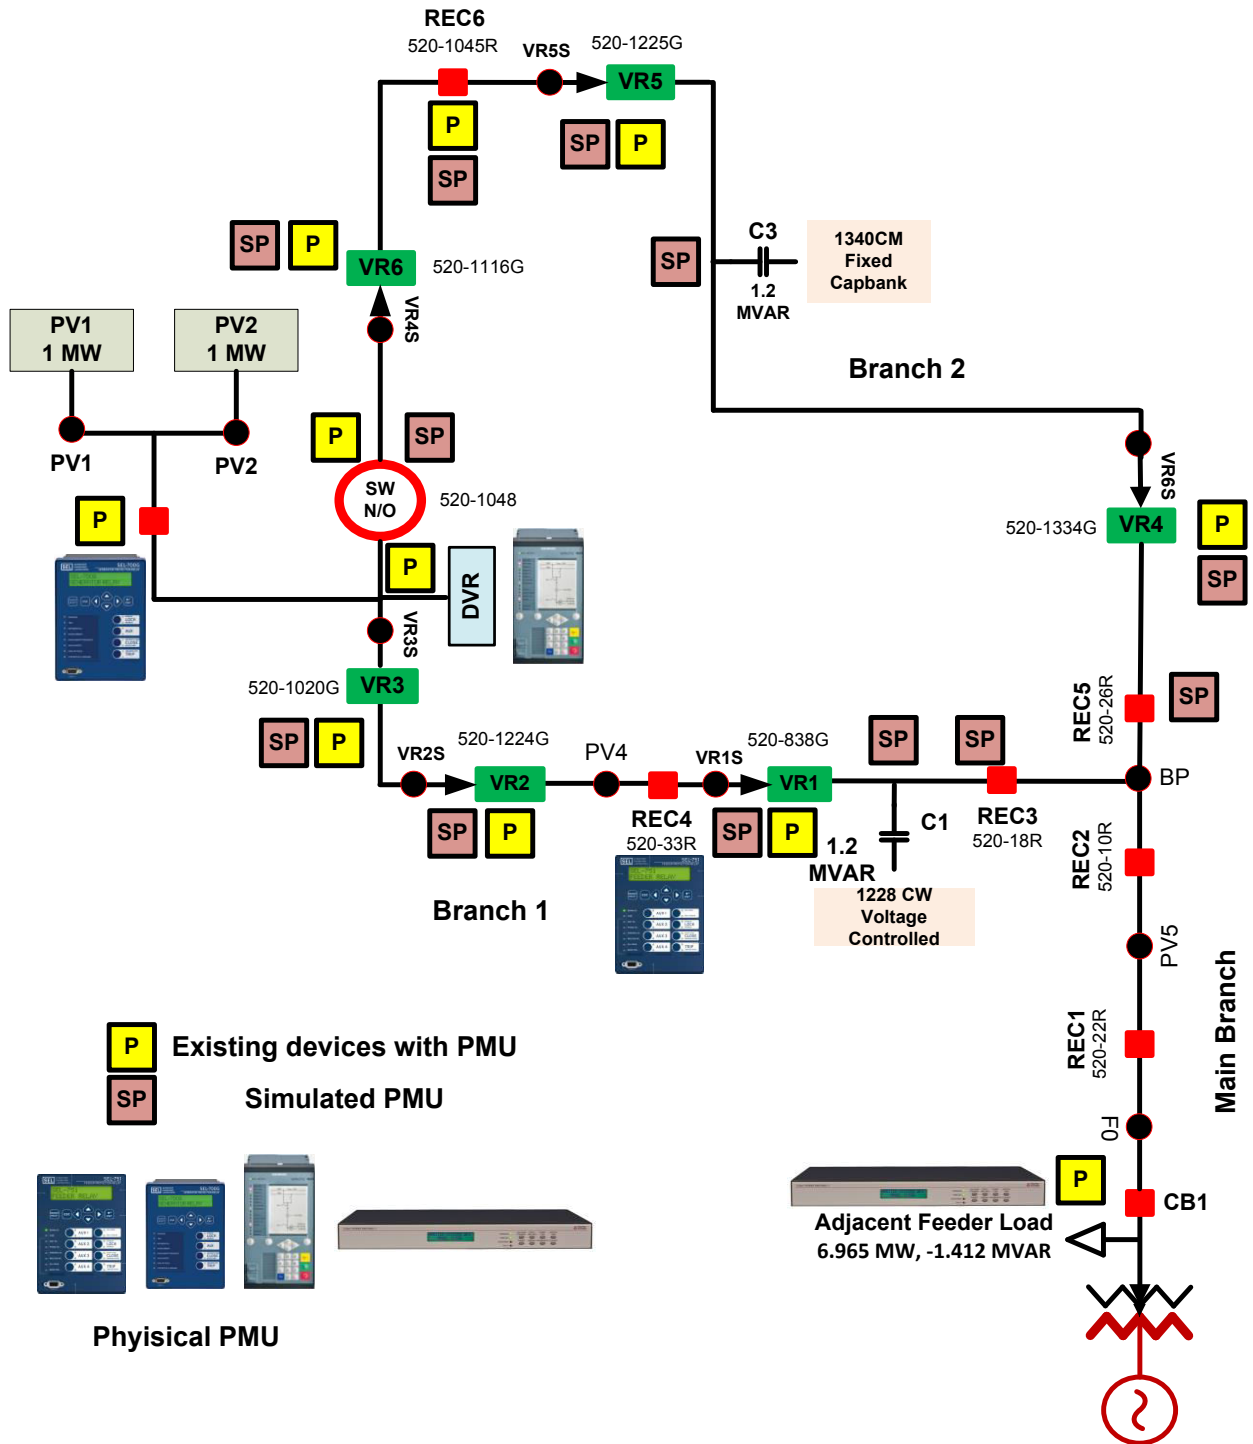 REC6
520-1045R
VR5S
520-1225G
VR5
P
SP
P
SP
SP
P
VR6
520-1116G
VR4S
SP
C3
1.2
MVAR
1340CM
Fixed
Capbank
PV1
1 MW
PV2
1 MW
Branch 2
PV1
PV2
P
SP
SW
N/O
520-1048
P
P
DVR
VR3S
VR6S
520-1334G
VR4
P
SP
520-1020G
VR3
SP
P
VR2S
520-1224G
VR2
SP
P
PV4
REC4
520-33R
VR1S
520-838G
VR1
SP
P
SP
SP
C1
1.2
MVAR
1228 CW
Voltage
Controlled
REC3
520-18R
REC5
520-26R
SP
BP
REC2
520-10R
PV5
Branch 1
REC1
520-22R
Main Branch
F0
P
Existing devices with PMU
SP
Simulated PMU
P
CB1
Adjacent Feeder Load
6.965 MW, -1.412 MVAR
Phyisical PMU